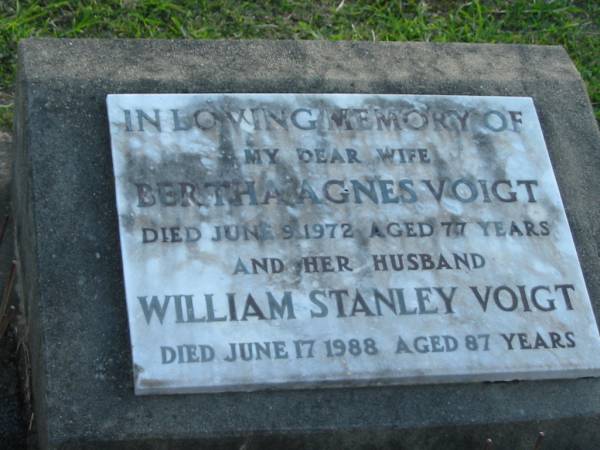 IN LOVING MEMORY OF
MY DEAR WIFE
BERTHA AGNES VOIGT
DIED JUNE 9 1972 AGED 77 YEARS
AND HER HUSBAND
WILLIAM STANLEY VOIGT
DIED JUNE 17 1988 AGED 87 YEARS